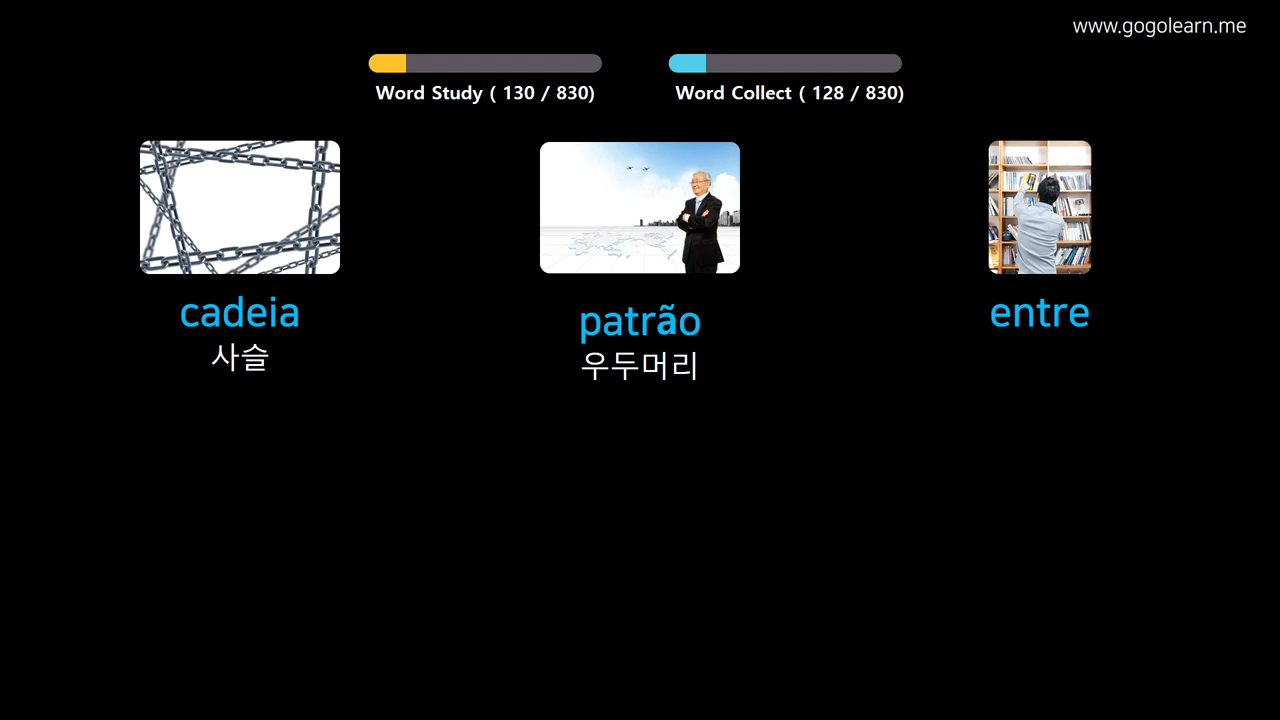 www.gogolearn.me
Word Study ( 130 / 830)
Word Collect ( 128 / 830)
cadeia
사슬
patrão
우두머리
entre